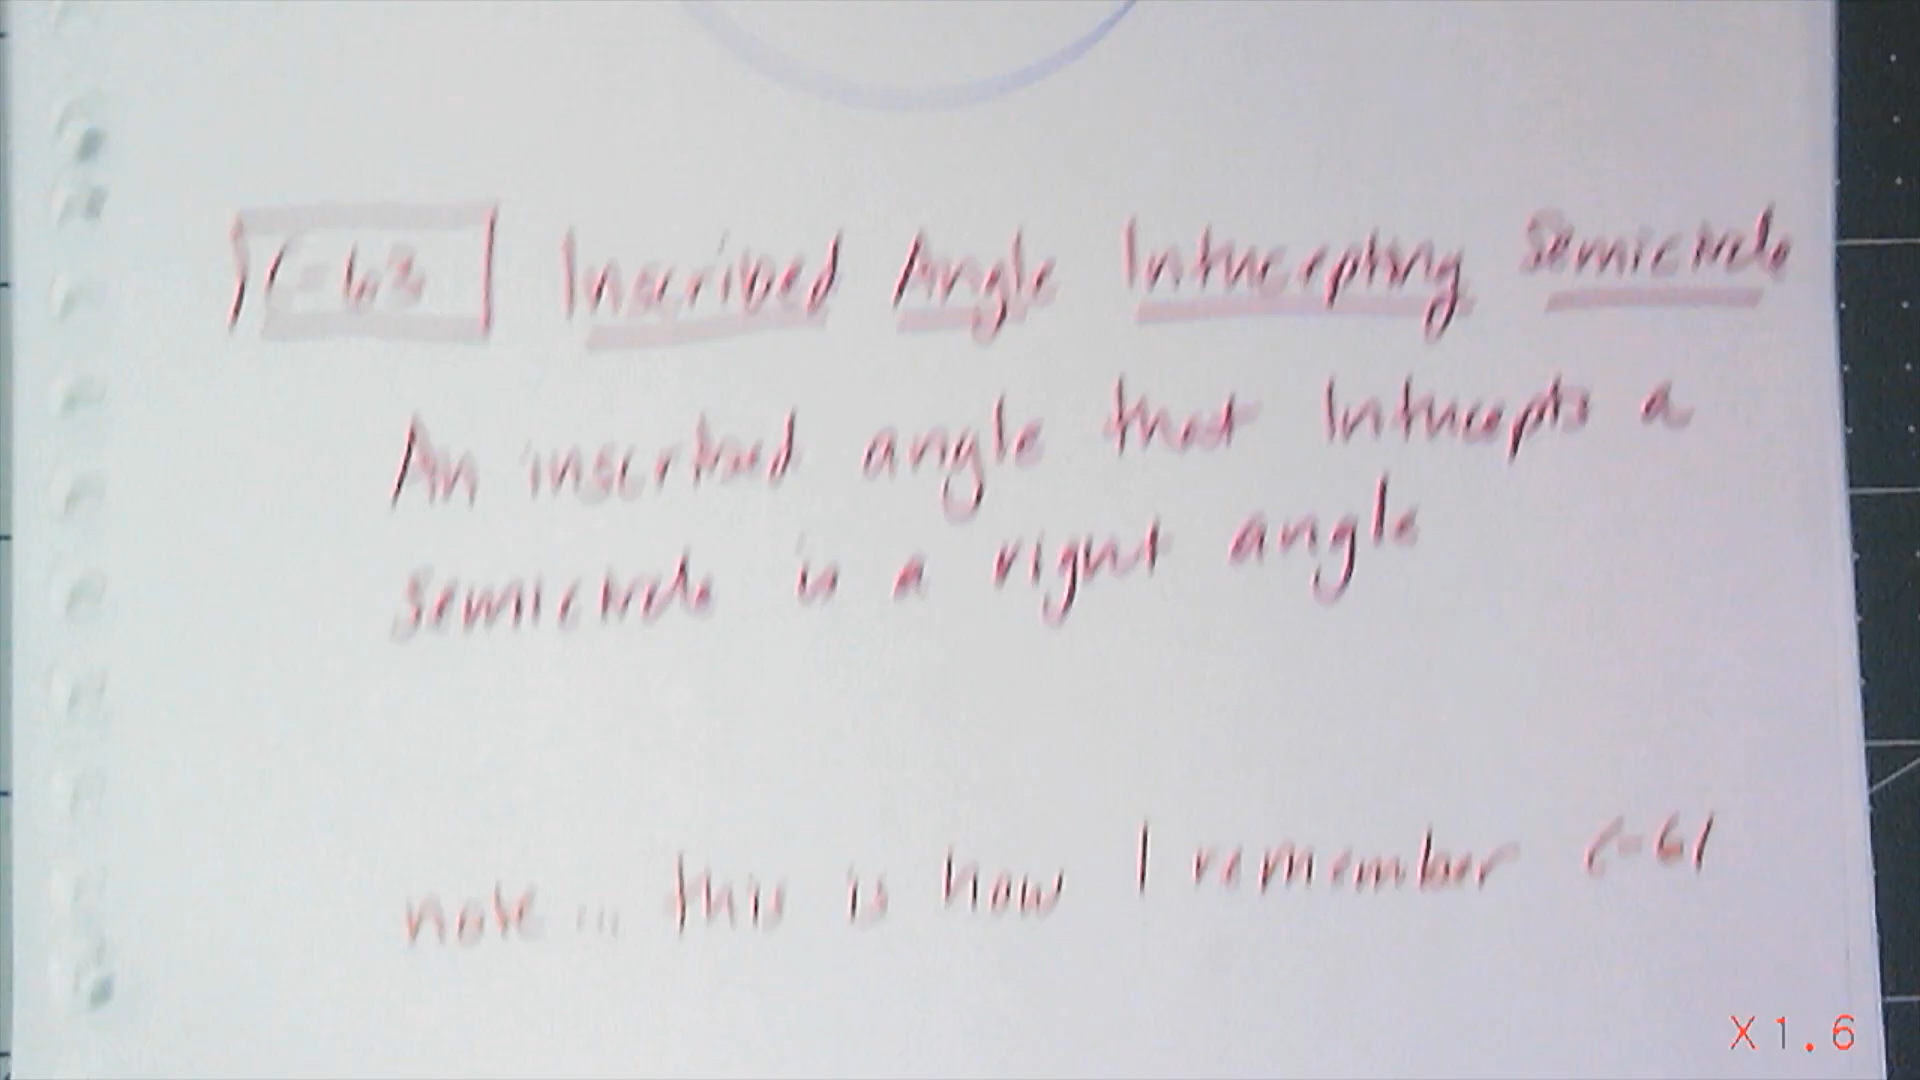 C-63 Inscribed Angle Intercepting Semicircle
An inscribed angle that Intercepts a
semicircle is a right angle
note... this is how I remember C-61
X1.6